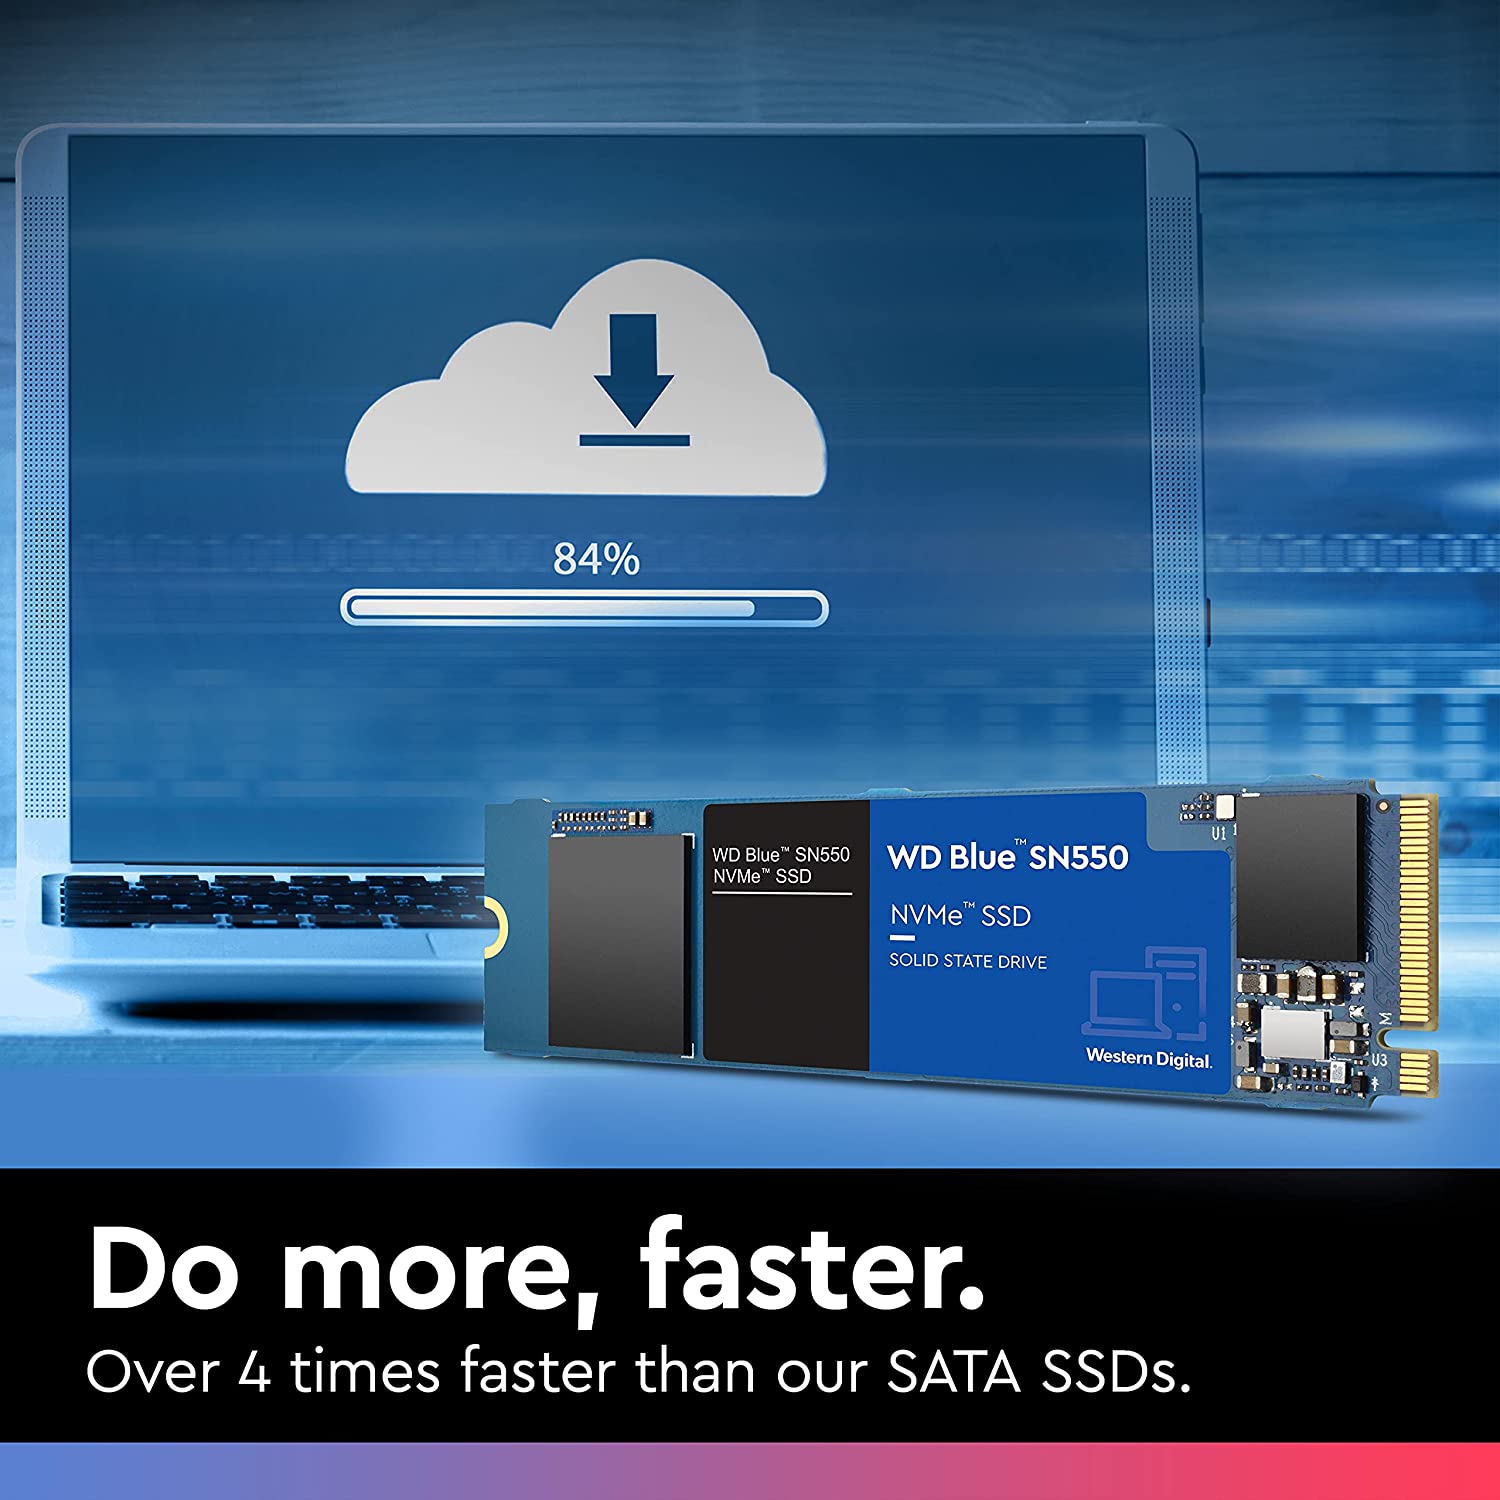 84%
WD Blue™ SN550
NVMe™ SSD
WD Blue™ SN550
NVMe™ SSD
SOLID STATE DRIVE
Western Digital.
U1
M
U3
Do more, faster.
Over 4 times faster than our SATA SSDs.